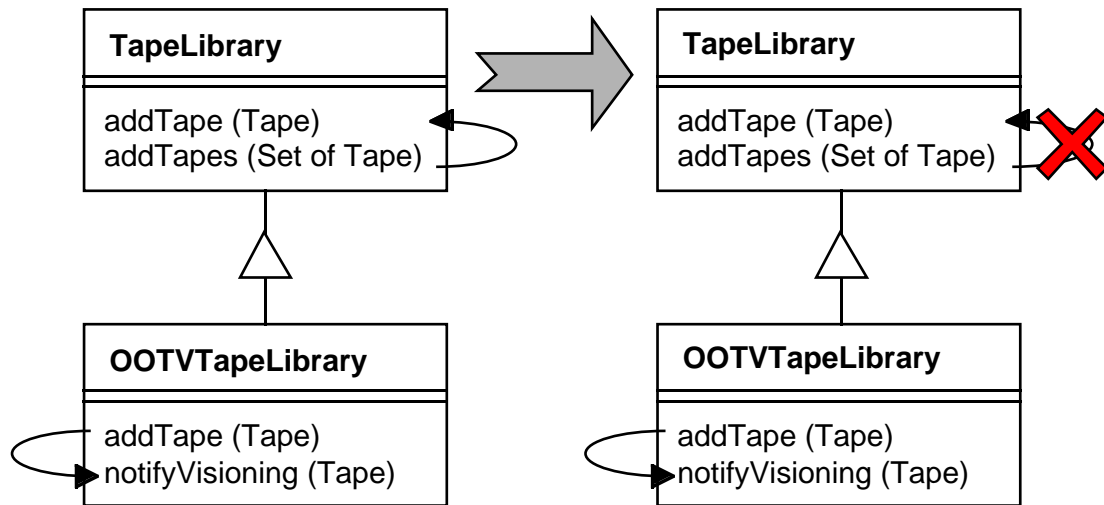 TapeLibrary
addTape (Tape)
addTapes (Set of Tape)
OOTVTapeLibrary
addTape (Tape)
notifyVisioning (Tape)
TapeLibrary
addTape (Tape)
addTapes (Set of Tape)
OOTVTapeLibrary
addTape (Tape)
notifyVisioning (Tape)